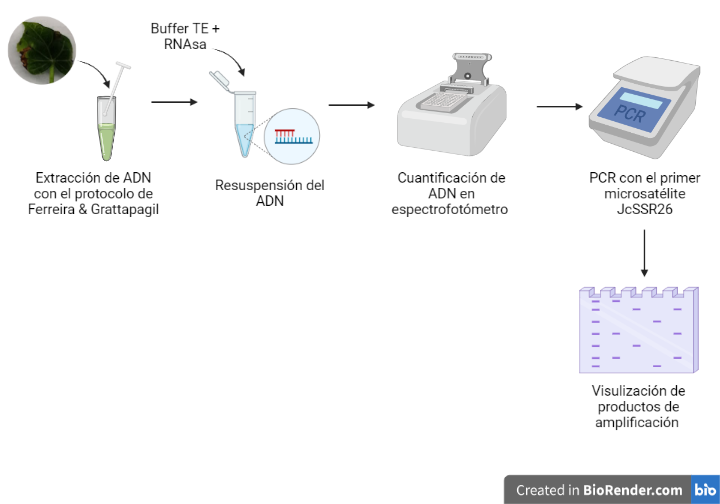 Buffer TE +
RNAsa
Extracción de ADN
con el protocolo de
Ferreira & Grattapagil
Resuspensión del
ADN
Cuantificación de
ADN en
espectrofotómetro
PCR
PCR con el primer
microsatélite
JcSSR26
Visulización de
productos de
amplificación
Created in BioRender.com bio